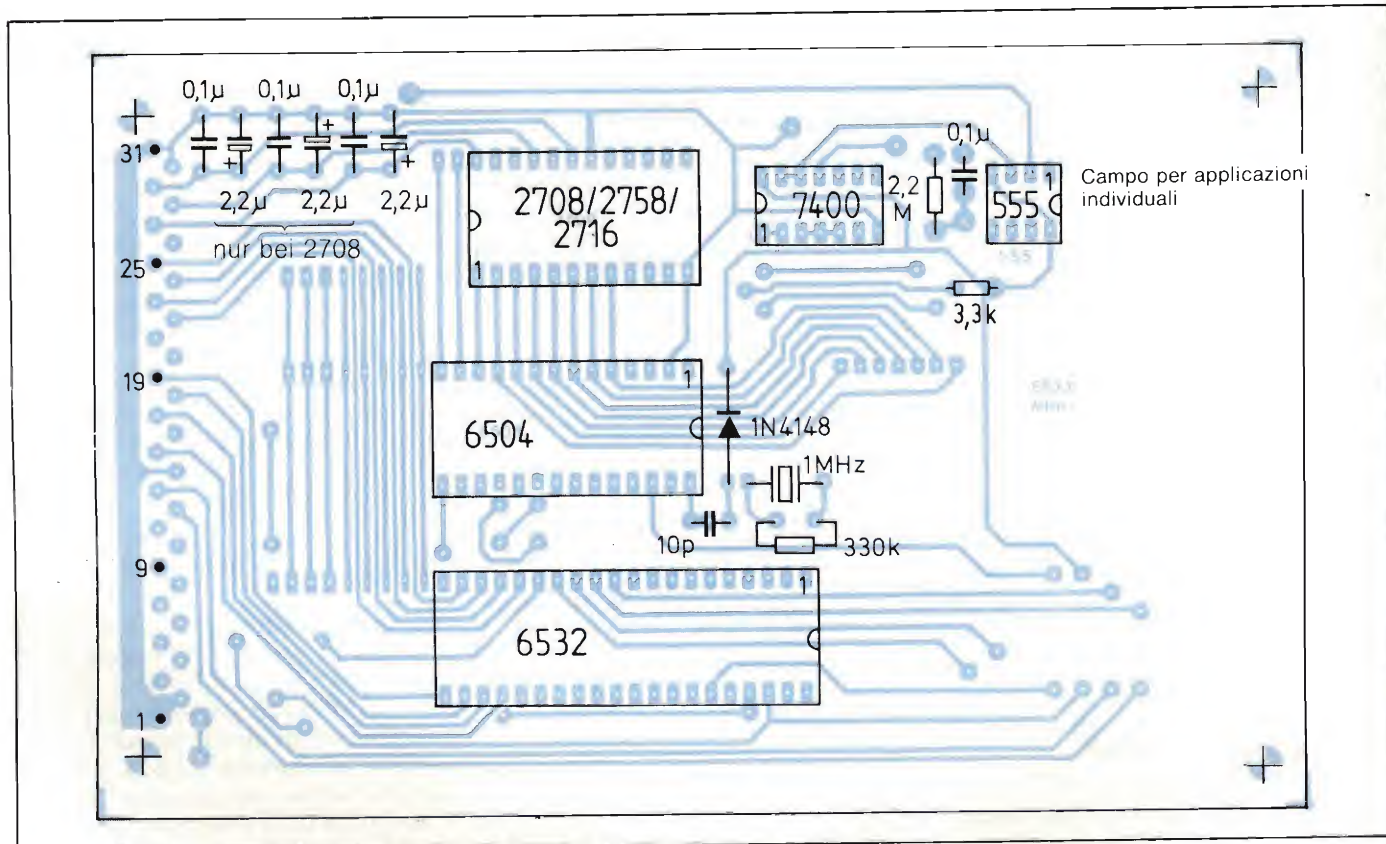 0,1µ 0,1µ 0,1µ
31
+
+
+
2,2µ 2,2µ 2,2µ
nur bei 2708
2708/2758/
2716
1
7400
1
2,2
M
0,1µ
555
1
Campo per applicazioni
individuali
25
3,3k
19
6504
1
1N4148
1MHz
10p
330k
9
6532
1
1